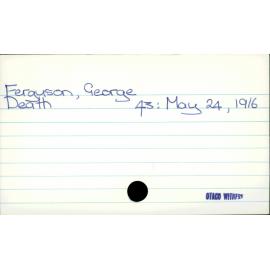 Ferguson, George
Death 43: May 24, 1916
OTAGO WITNESS